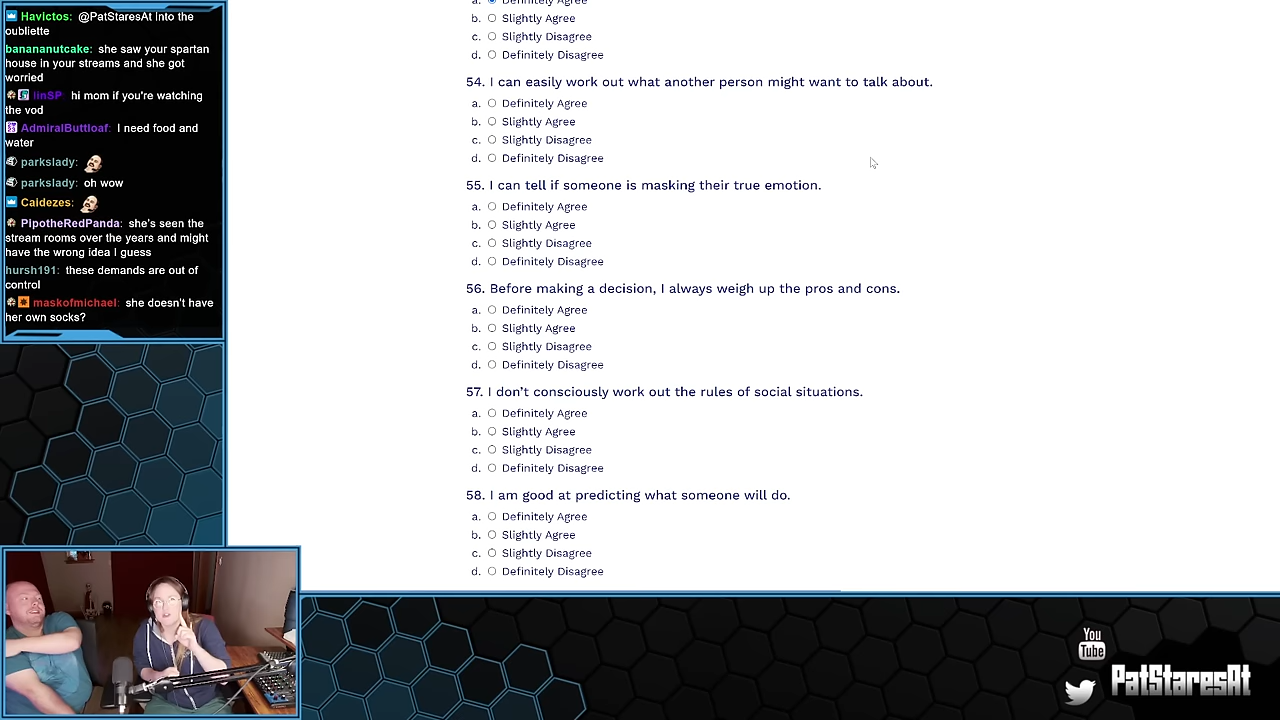 Havictos: @PatStaresAt Into the
oubliette
banananutcake: she saw your spartan
house in your streams and she got
worried
linSP: hi mom if you're watching
the vod
AdmiralButtloaf: I need food and
water
parkslady:
parkslady: oh wow
Caidezes:
PipotheRedPanda: she's seen the
stream rooms over the years and might
have the wrong idea I guess
hursh191: these demands are out of
control
maskofmichael: she doesn't have
her own socks?
a. Definitely Agree
b. Slightly Agree
c. Slightly Disagree
d. Definitely Disagree
54. I can easily work out what another person might want to talk about.
a. Definitely Agree
b. Slightly Agree
c. Slightly Disagree
d. Definitely Disagree
55. I can tell if someone is masking their true emotion.
a. Definitely Agree
b. Slightly Agree
c. Slightly Disagree
d. Definitely Disagree
56. Before making a decision, I always weigh up the pros and cons.
a. Definitely Agree
b. Slightly Agree
c. Slightly Disagree
d. Definitely Disagree
57. I don't consciously work out the rules of social situations.
a. Definitely Agree
b. Slightly Agree
c. Slightly Disagree
d. Definitely Disagree
58. I am good at predicting what someone will do.
a. Definitely Agree
b. Slightly Agree
c. Slightly Disagree
d. Definitely Disagree
You
Tube
PatStaresAt